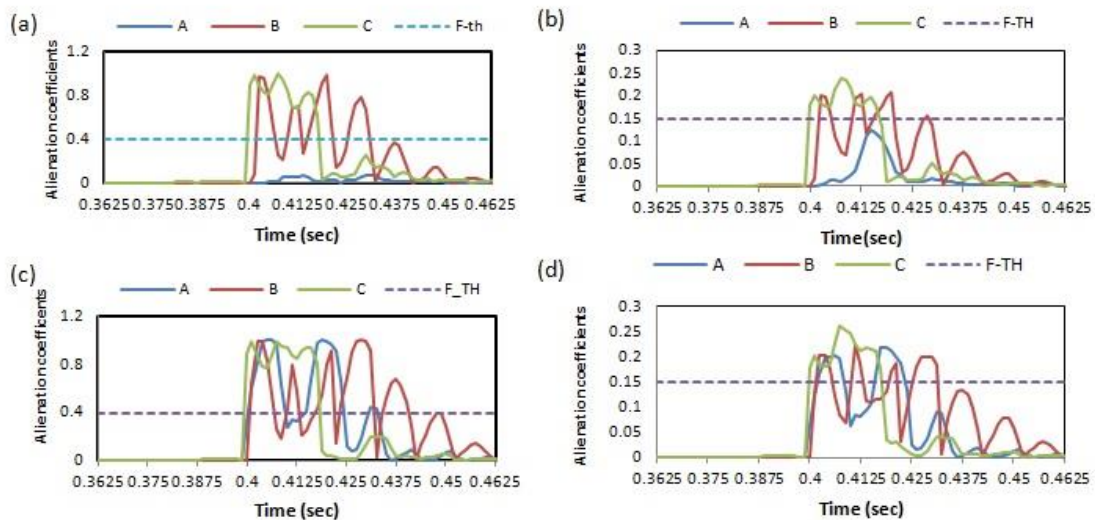 (a)
A B C F-th
1.2
0.8
0.4
0
Alienation coefficients
0.3625 0.375 0.3875 0.4 0.4125 0.425 0.4375 0.45 0.4625
Time (sec)
(b)
A B C F-TH
0.3
0.25
0.2
0.15
0.1
0.05
0
Alienation coefficients
0.3625 0.375 0.3875 0.4 0.4125 0.425 0.4375 0.45 0.4625
Time(sec)
(c)
A B C F_TH
1.2
0.8
0.4
0
Alienation coefficents
0.3625 0.375 0.3875 0.4 0.4125 0.425 0.4375 0.45 0.4625
Time (sec)
(d)
A B C F-TH
0.3
0.25
0.2
0.15
0.1
0.05
0
Alienation coefficients
0.3625 0.375 0.3875 0.4 0.4125 0.425 0.4375 0.45 0.4625
Time (sec)